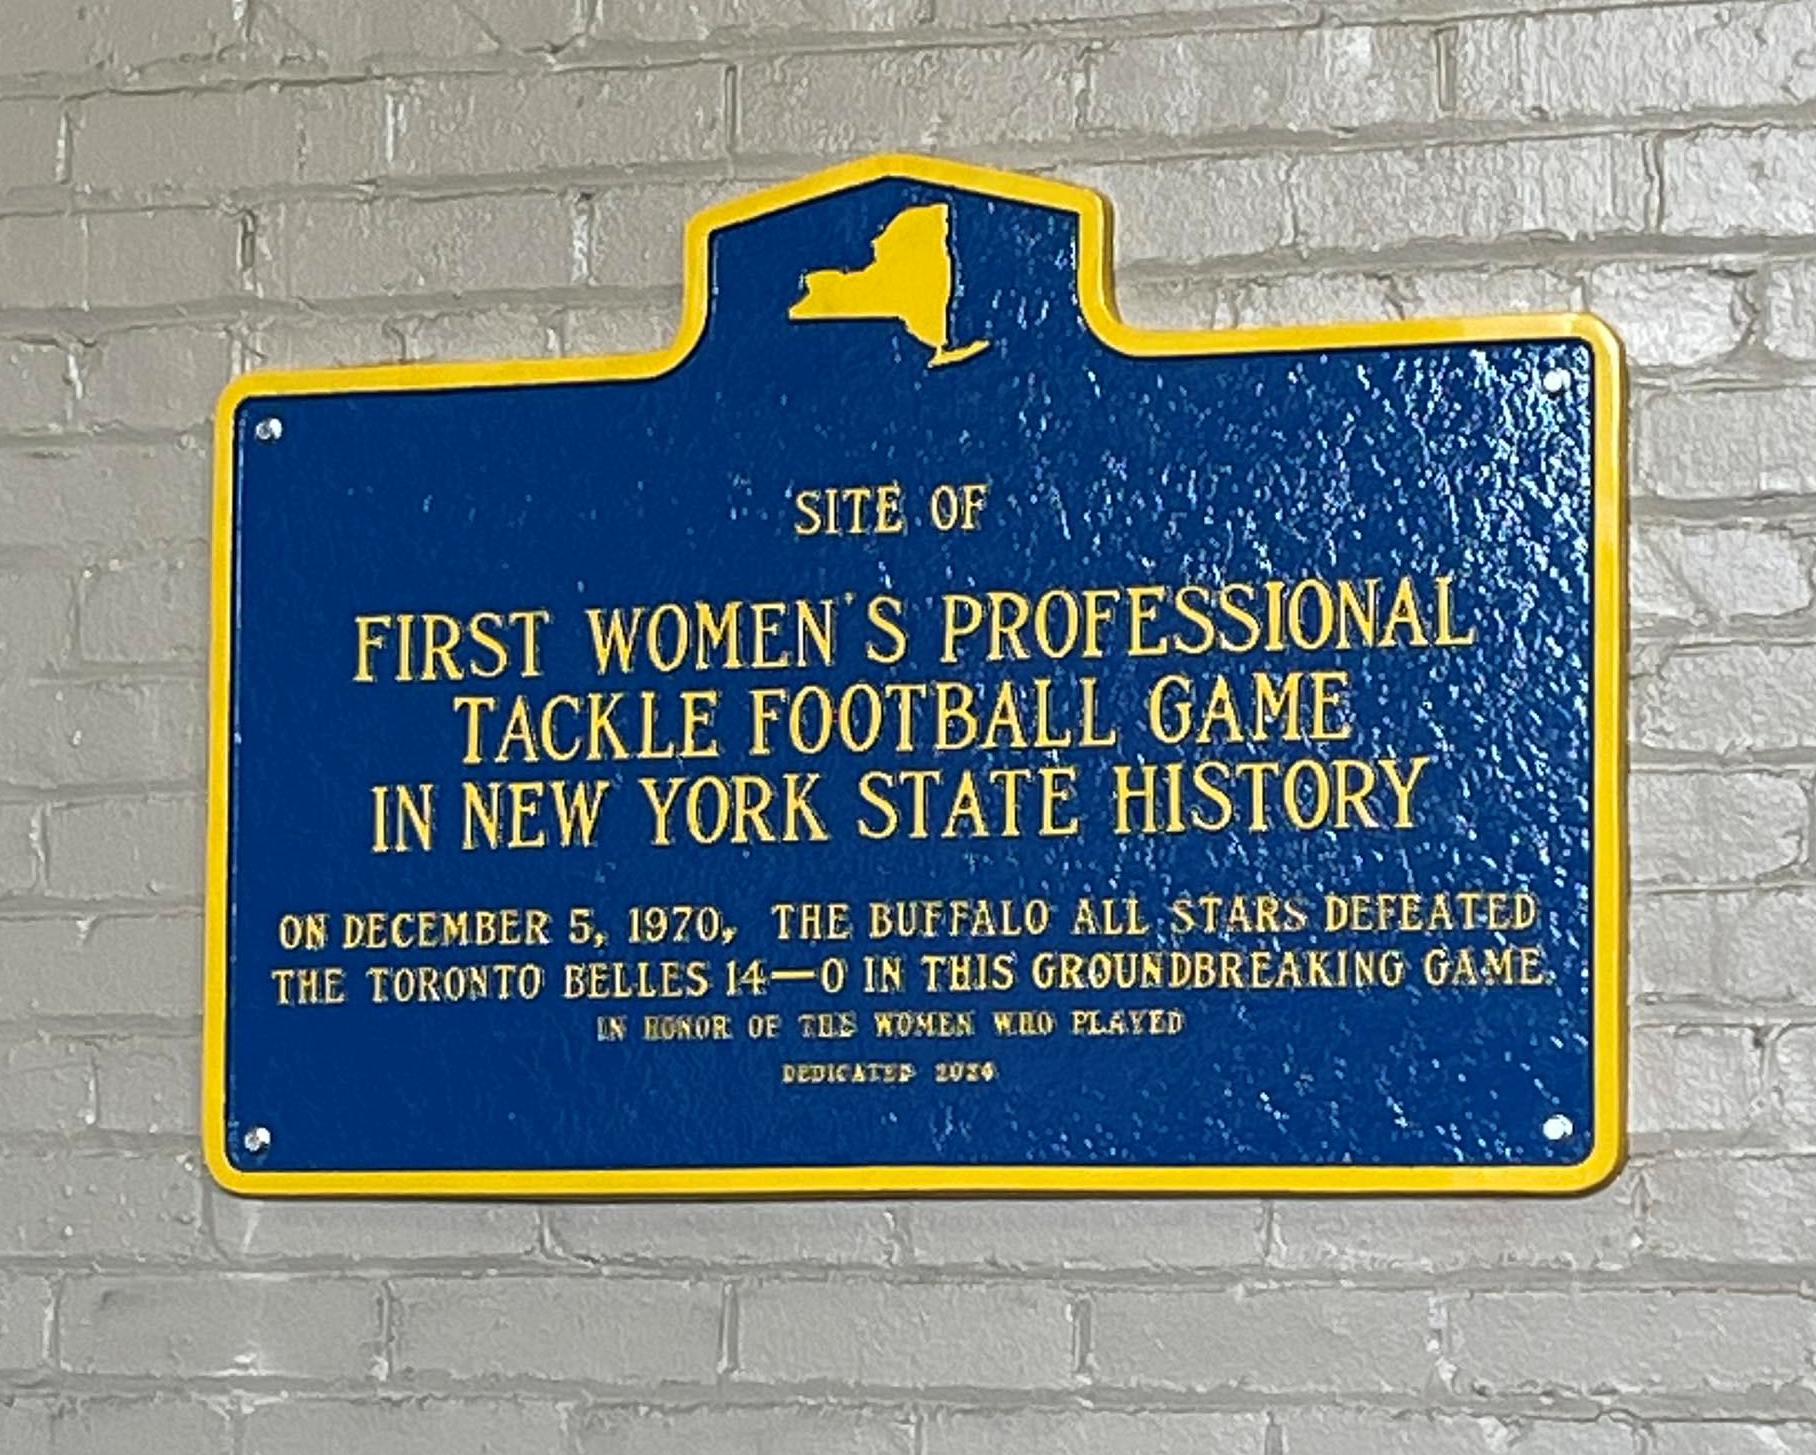 SITE OF
FIRST WOMEN'S PROFESSIONAL
TACKLE FOOTBALL GAME
IN NEW YORK STATE HISTORY
ON DECEMBER 5, 1970, THE BUFFALO ALL STARS DEFEATED
THE TORONTO BELLES 14—0 IN THIS GROUNDBREAKING GAME.
IN HONOR OF THE WOMEN WHO PLAYED
DEDICATED